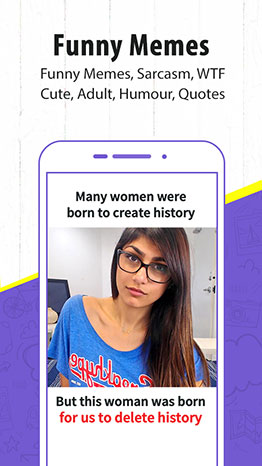 Funny Memes
Funny Memes, Sarcasm, WTF
Cute, Adult, Humour, Quotes
Many women were
born to create history
But this woman was born
for us to delete history